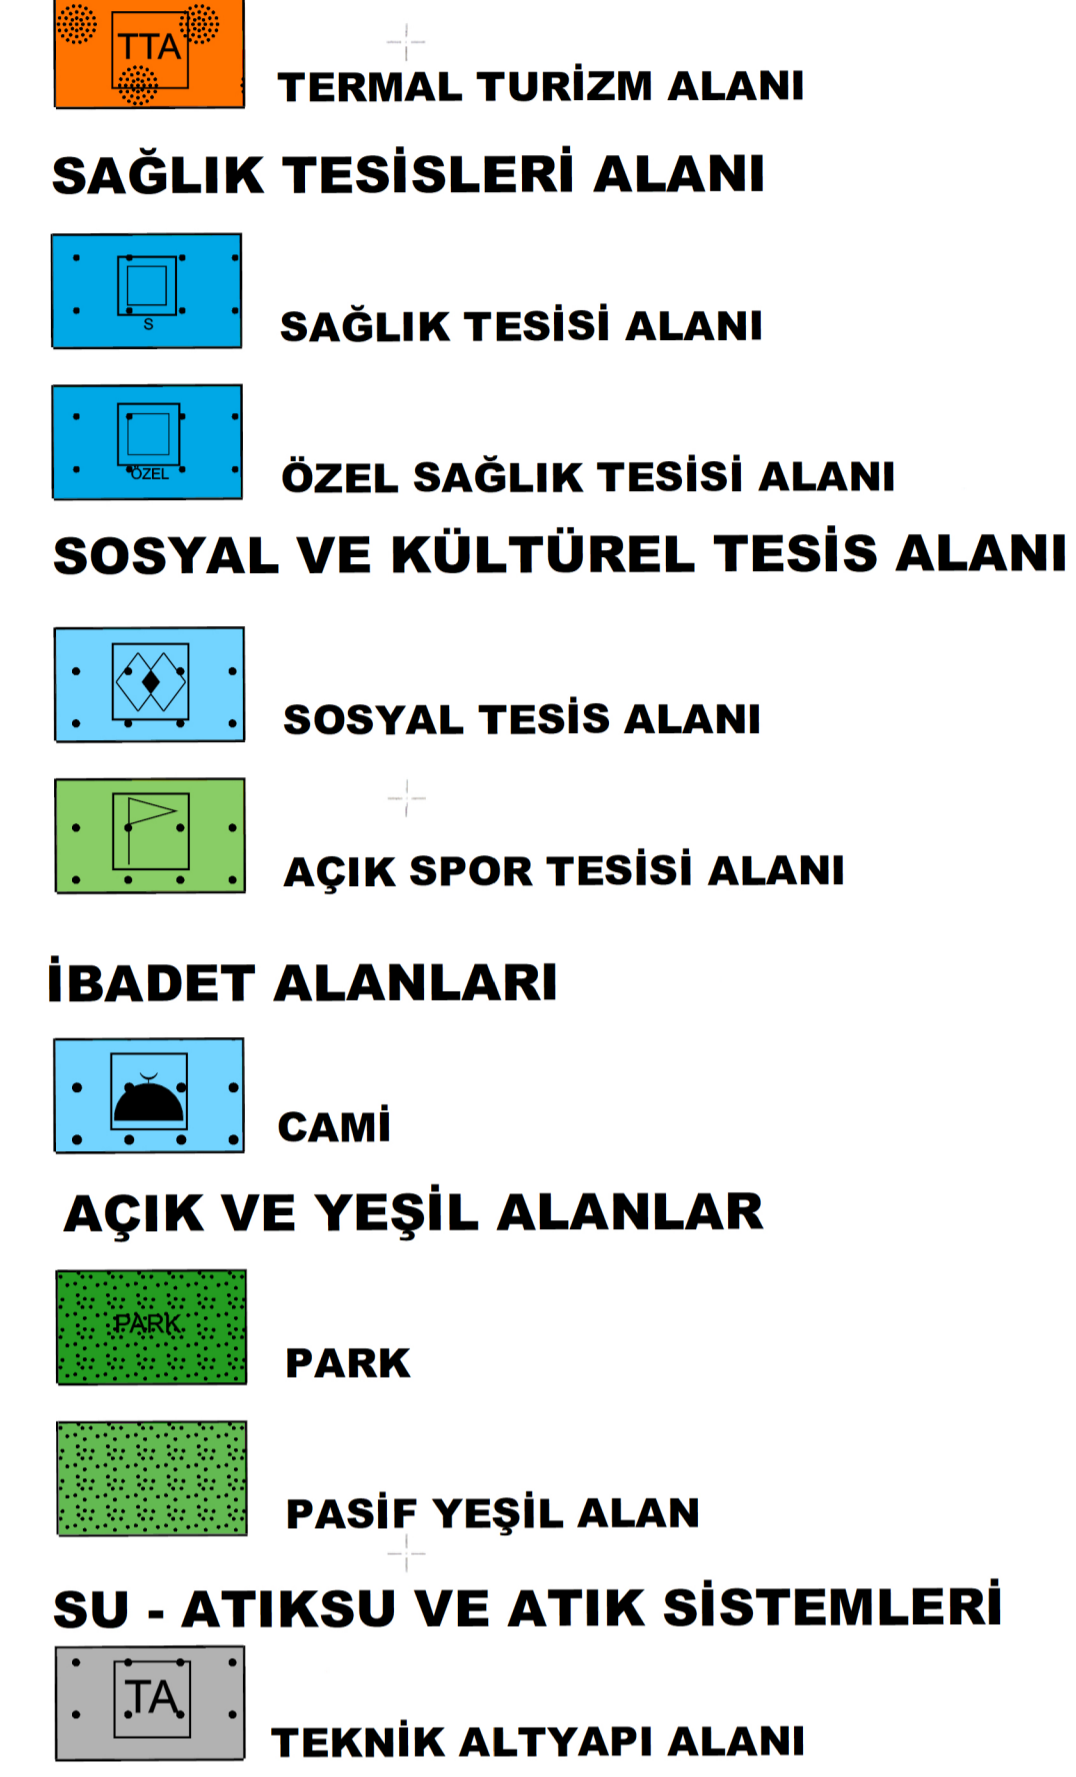 TTA
TERMAL TURİZM ALANI
SAĞLIK TESİSLERİ ALANI
S
SAĞLIK TESİSİ ALANI
ÖZEL
ÖZEL SAĞLIK TESİSİ ALANI
SOSYAL VE KÜLTÜREL TESİS ALANI
SOSYAL TESİS ALANI
AÇIK SPOR TESİSİ ALANI
İBADET ALANLARI
CAMİ
AÇIK VE YEŞİL ALANLAR
PARK
PARK
PASİF YEŞİL ALAN
SU - ATIKSU VE ATIK SİSTEMLERİ
TA
TEKNİK ALTYAPI ALANI